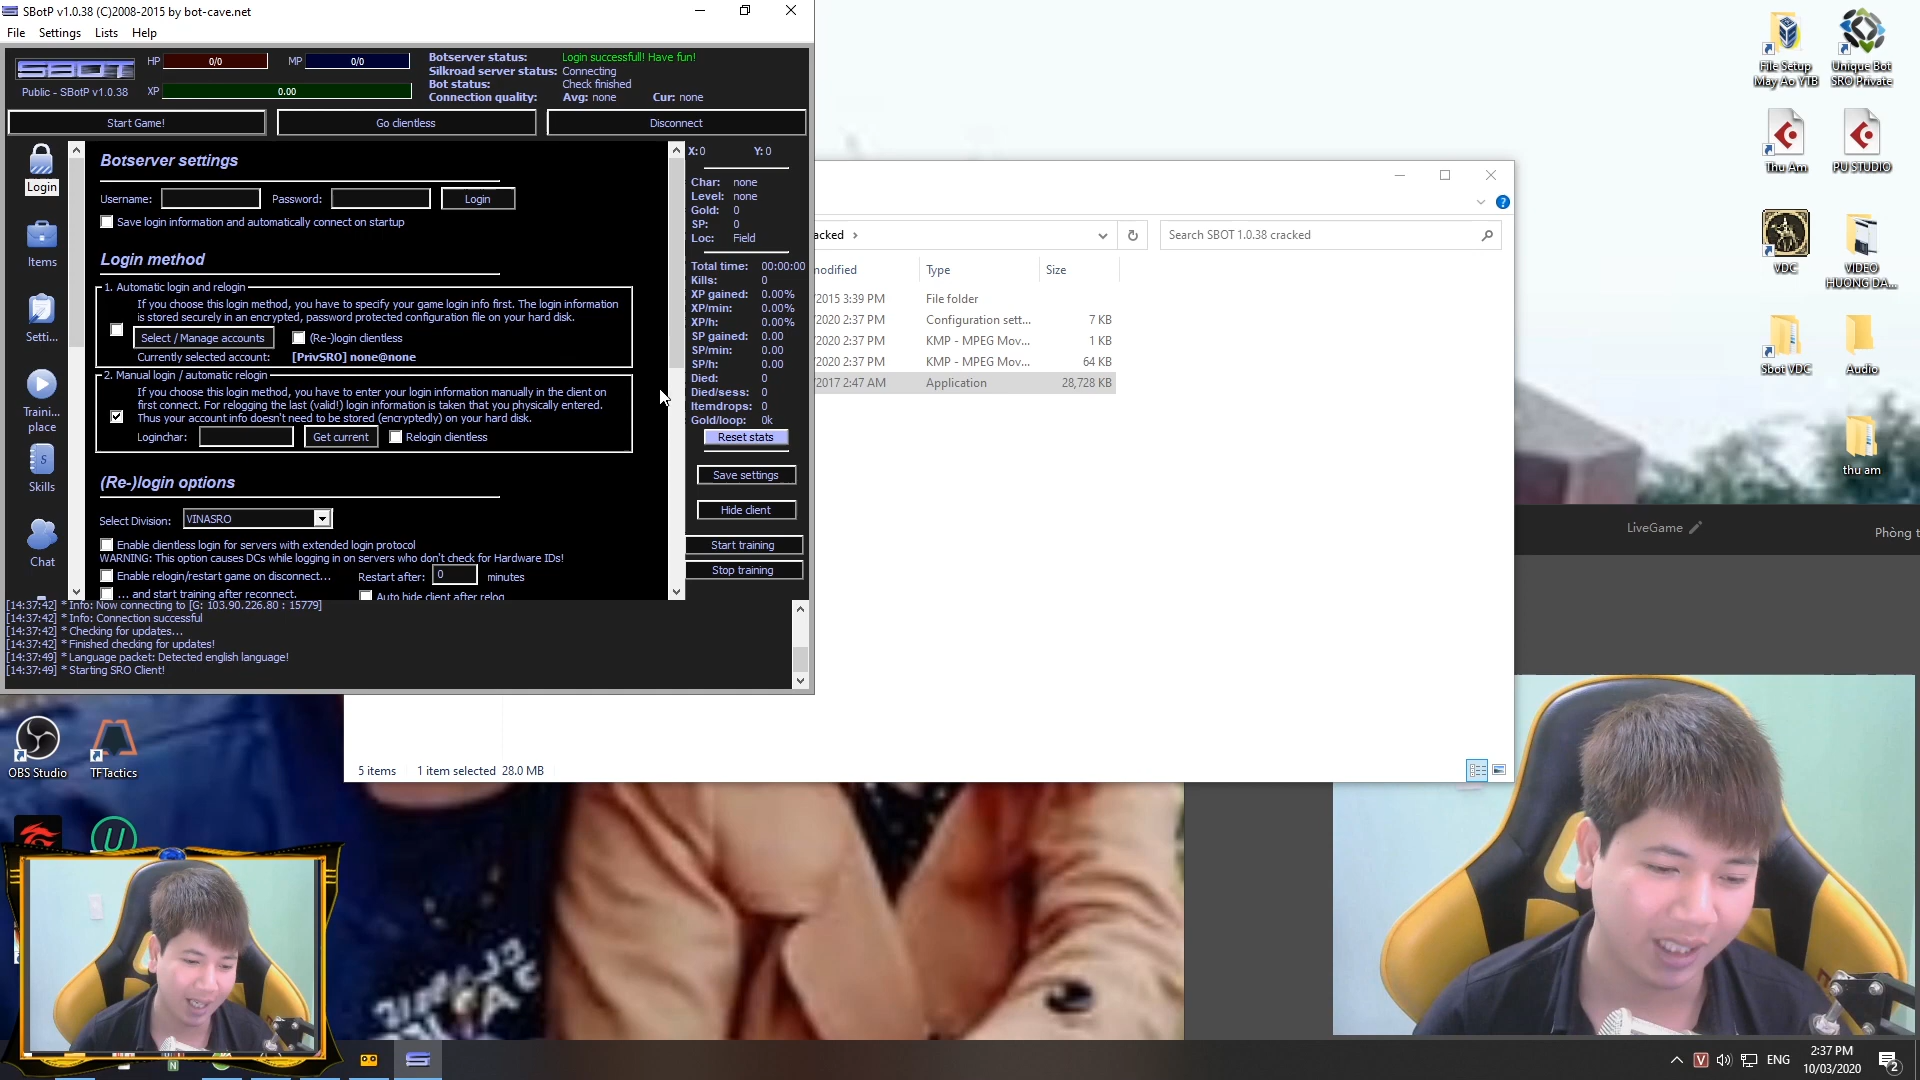 SBotP v1.0.38 (C)2008-2015 by bot-cave.net
File Settings Lists Help
SBOT
Public - SBotP v1.0.38
HP 0/0 MP 0/0
XP 0.00
Botserver status: Login successfull! Have fun!
Silkroad server status: Connecting
Bot status: Check finished
Connection quality: Avg: none Cur: none
Start Game! Go clientless Disconnect
Login
Items
Setti...
Traini...
place
Skills
Chat
Botserver settings
Username: Password: Login
Save login information and automatically connect on startup
Login method
1. Automatic login and relogin
If you choose this login method, you have to specify your game login info first. The login information
is stored securely in an encrypted, password protected configuration file on your hard disk.
Select / Manage accounts (Re-)login clientless
Currently selected account: [PrivSRO] none@none
2. Manual login / automatic relogin
If you choose this login method, you have to enter your login information manually in the client on
first connect. For relogging the last (valid!) login information is taken that you physically entered.
Thus your account info doesn't need to be stored (encryptedly) on your hard disk.
Loginchar: Get current Relogin clientless
(Re-)login options
Select Division: VINASRO
Enable clientless login for servers with extended login protocol
WARNING: This option causes DCs while logging in on servers who don't check for Hardware IDs!
Enable relogin/restart game on disconnect... Restart after: 0 minutes
... and start training after reconnect. Auto hide client after relog
X: 0 Y: 0
Char: none
Level: none
Gold: 0
SP: 0
Loc: Field
Total time: 00:00:00
Kills: 0
XP gained: 0.00%
XP/min: 0.00%
XP/h: 0.00%
SP gained: 0.00
SP/min: 0.00
SP/h: 0.00
Died: 0
Died/sess: 0
Itemdrops: 0
Gold/loop: 0k
Reset stats
Save settings
Hide client
Start training
Stop training
[14:37:42] * Info: Now connecting to [G: 103.90.226.80 : 15779]
[14:37:42] * Info: Connection successful
[14:37:42] * Checking for updates...
[14:37:42] * Finished checking for updates!
[14:37:49] * Language packet: Detected english language!
[14:37:49] * Starting SRO Client!
acked > Search SBOT 1.0.38 cracked
modified Type Size
/2015 3:39 PM File folder
/2020 2:37 PM Configuration sett... 7 KB
/2020 2:37 PM KMP - MPEG Mov... 1 KB
/2020 2:37 PM KMP - MPEG Mov... 64 KB
/2017 2:47 AM Application 28,728 KB
5 items 1 item selected 28.0 MB
File Setup
May Ao YTB
Unique Bot
SRO Private
Thu Am
PU STUDIO
VDC
VIDEO
HUONG DA...
Sbot VDC
Audio
thu am
LiveGame
Phòng t
OBS Studio
TFTactics
ENG
2:37 PM
10/03/2020
2